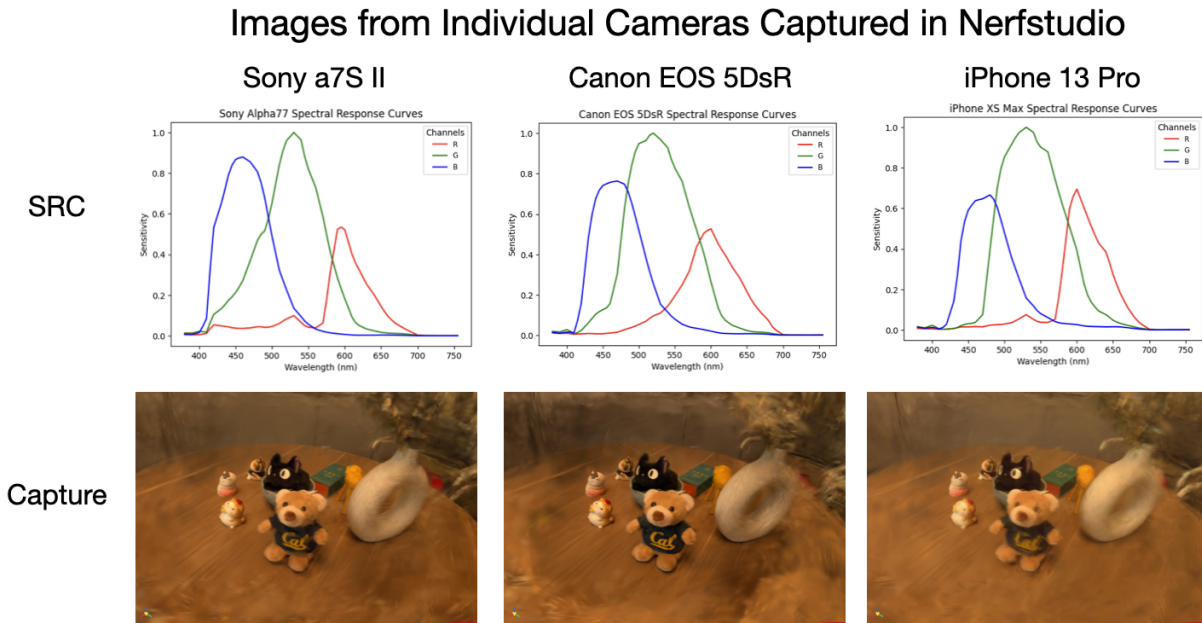 Images from Individual Cameras Captured in Nerfstudio
Sony a7S II
Canon EOS 5DsR
iPhone 13 Pro
SRC
Sony Alpha77 Spectral Response Curves
Channels
R
G
B
Sensitivity
1.0
0.8
0.6
0.4
0.2
0.0
400 450 500 550 600 650 700 750
Wavelength (nm)
Canon EOS 5DsR Spectral Response Curves
Channels
R
G
B
Sensitivity
1.0
0.8
0.6
0.4
0.2
0.0
400 450 500 550 600 650 700 750
Wavelength (nm)
iPhone XS Max Spectral Response Curves
Channels
R
G
B
Sensitivity
1.0
0.8
0.6
0.4
0.2
0.0
400 450 500 550 600 650 700 750
Wavelength (nm)
Capture
Cal
Cal
Cal